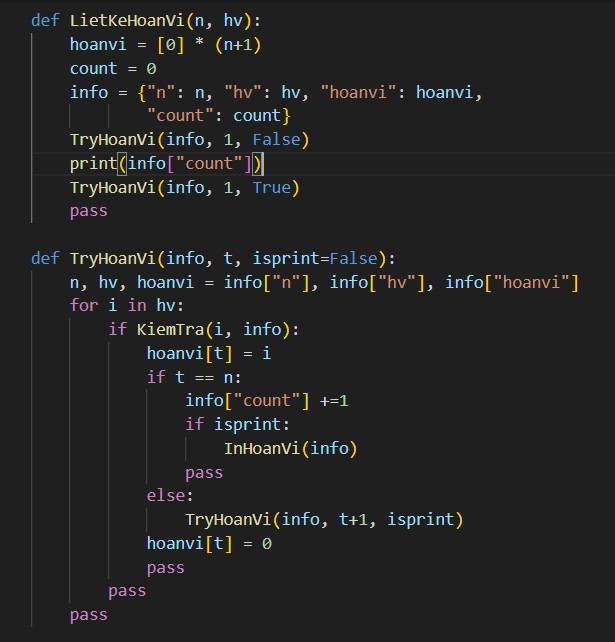 def LietKeHoanVi(n, hv):
    hoanvi = [0] * (n+1)
    count = 0
    info = {"n": n, "hv": hv, "hoanvi": hoanvi,
            "count": count}
    TryHoanVi(info, 1, False)
    print(info["count"])
    TryHoanVi(info, 1, True)
    pass

def TryHoanVi(info, t, isprint=False):
    n, hv, hoanvi = info["n"], info["hv"], info["hoanvi"]
    for i in hv:
        if KiemTra(i, info):
            hoanvi[t] = i
            if t == n:
                info["count"] +=1
                if isprint:
                    InHoanVi(info)
                pass
            else:
                TryHoanVi(info, t+1, isprint)
            hoanvi[t] = 0
            pass
        pass
    pass